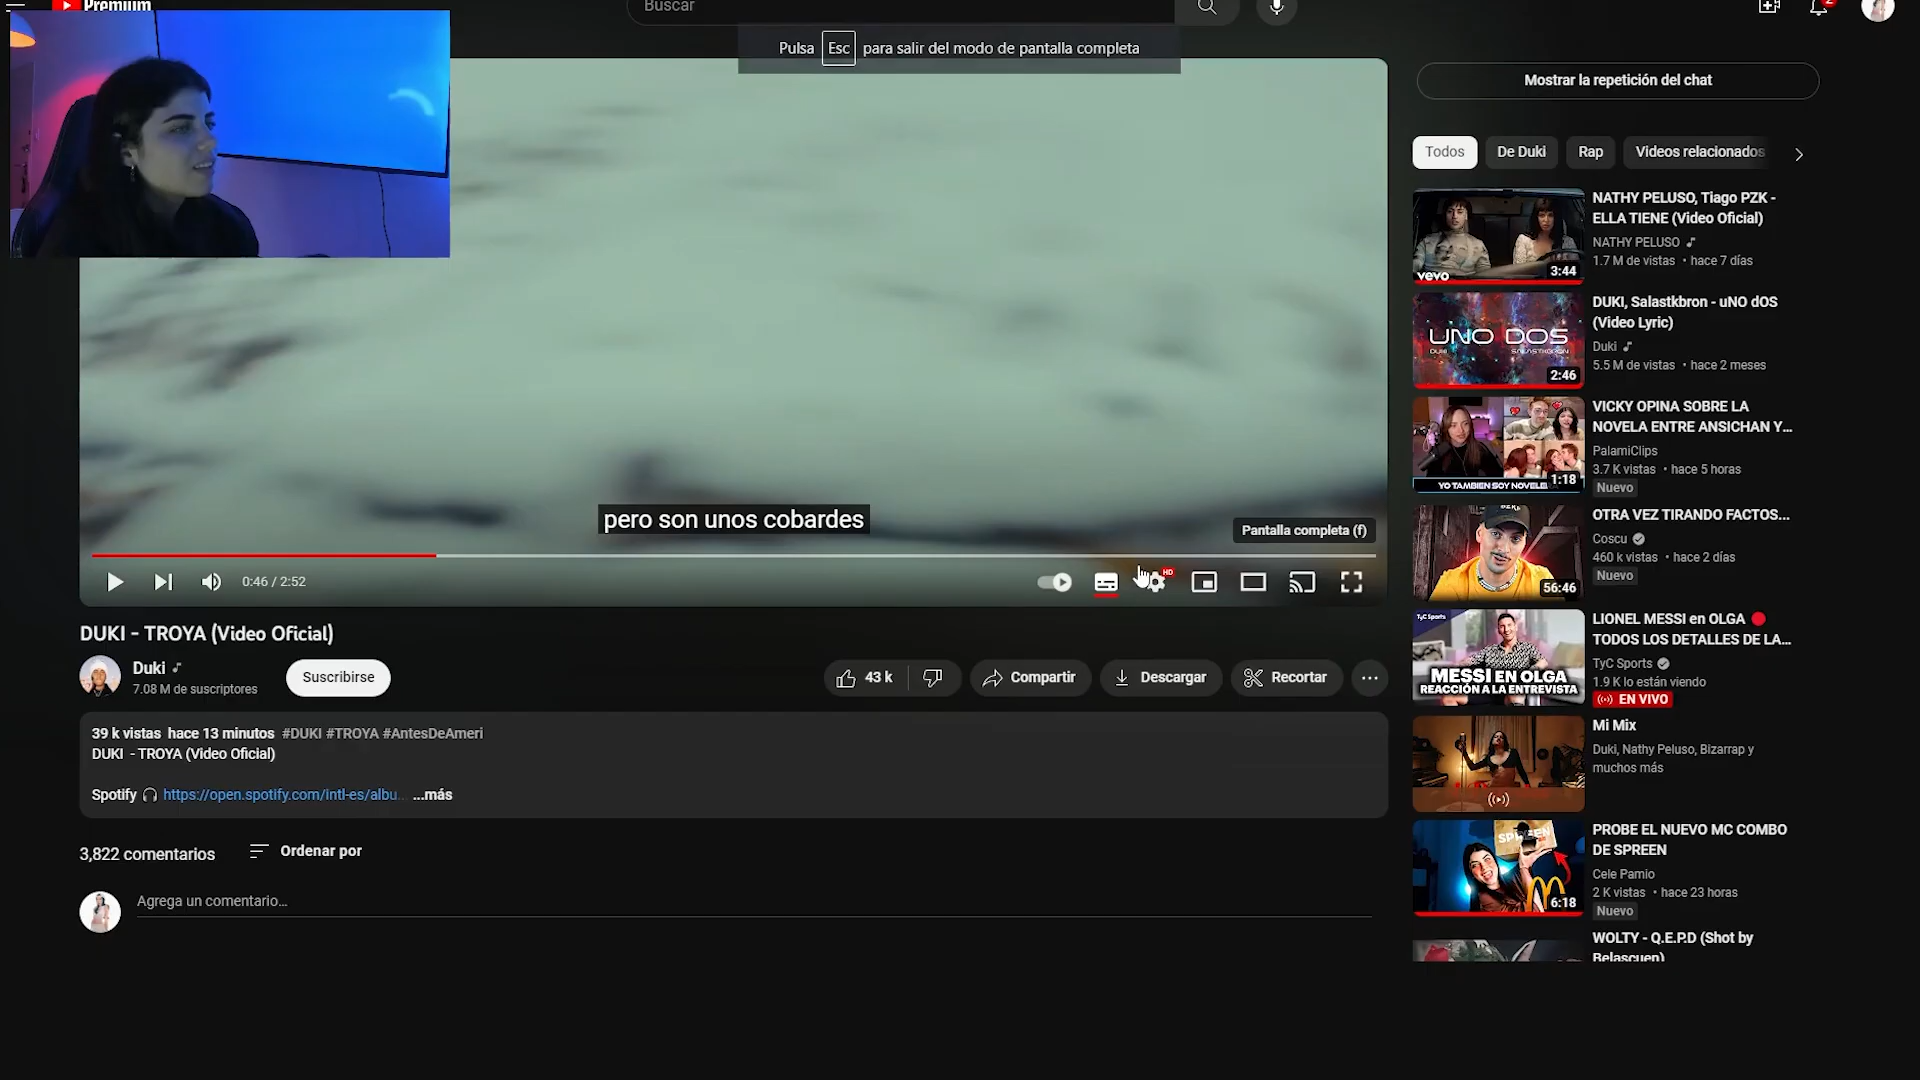 Premium
Buscar
2
Pulsa Esc para salir del modo de pantalla completa
pero son unos cobardes
Pantalla completa (f)
0:46 / 2:52
HD
DUKI - TROYA (Video Oficial)
Duki
7.08 M de suscriptores
Suscribirse
43 k
Compartir
Descargar
Recortar
39 k vistas hace 13 minutos #DUKI #TROYA #AntesDeAmeri
DUKI - TROYA (Video Oficial)
Spotify 🎧 https://open.spotify.com/intl-es/albu... ...más
3,822 comentarios
Ordenar por
Agrega un comentario...
Mostrar la repetición del chat
Todos
De Duki
Rap
Videos relacionados
vevo
3:44
NATHY PELUSO, Tiago PZK -
ELLA TIENE (Video Oficial)
NATHY PELUSO
1.7 M de vistas • hace 7 días
UNO DOS
DUKI
SALASTKBRON
2:46
DUKI, Salastkbron - uNO dOS
(Video Lyric)
Duki
5.5 M de vistas • hace 2 meses
YO TAMBIEN SOY NOVELE
1:18
VICKY OPINA SOBRE LA
NOVELA ENTRE ANSICHAN Y...
PalamiClips
3.7 K vistas • hace 5 horas
Nuevo
56:46
OTRA VEZ TIRANDO FACTOS...
Coscu
460 k vistas • hace 2 días
Nuevo
TyC Sports
MESSI EN OLGA
REACCIÓN A LA ENTREVISTA
LIONEL MESSI en OLGA 🔴
TODOS LOS DETALLES DE LA...
TyC Sports
1.9 K lo están viendo
EN VIVO
Mi Mix
Duki, Nathy Peluso, Bizarrap y
muchos más
6:18
PROBE EL NUEVO MC COMBO
DE SPREEN
Cele Pamio
2 K vistas • hace 23 horas
Nuevo
WOLTY - Q.E.P.D (Shot by
Belascuen)